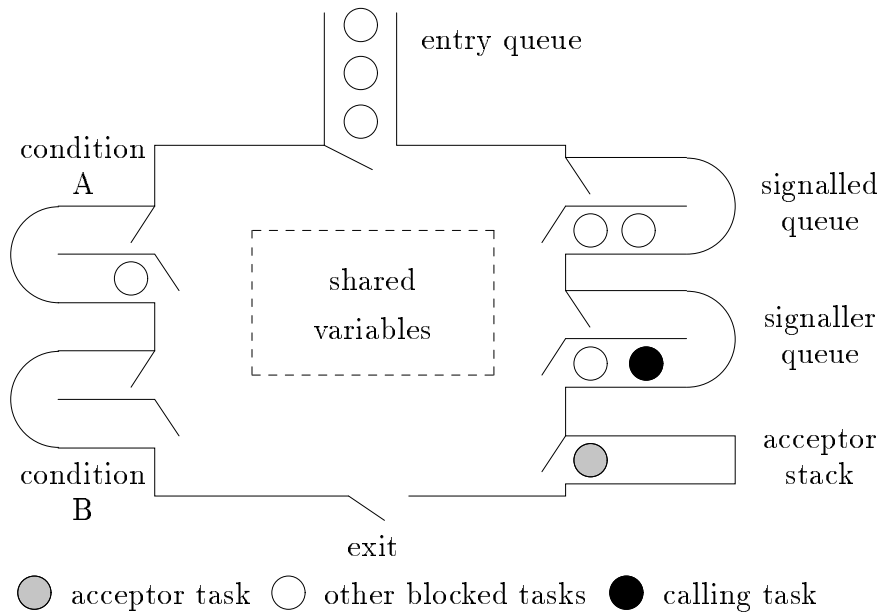 entry queue
condition
A
signalled
queue
shared
variables
signaller
queue
acceptor
stack
condition
B
exit
acceptor task
other blocked tasks
calling task